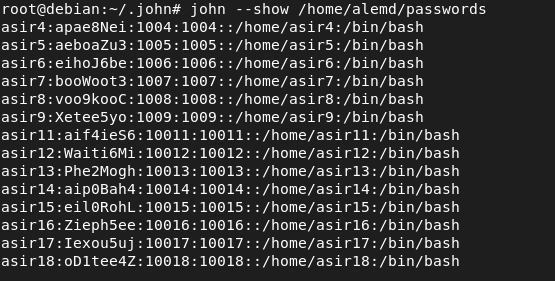 root@debian:~/.john# john --show /home/alemd/passwords
asir4:apae8Nei:1004:1004::/home/asir4:/bin/bash
asir5:aeboaZu3:1005:1005::/home/asir5:/bin/bash
asir6:eihoJ6be:1006:1006::/home/asir6:/bin/bash
asir7:booWoot3:1007:1007::/home/asir7:/bin/bash
asir8:voo9kooC:1008:1008::/home/asir8:/bin/bash
asir9:Xetee5yo:1009:1009::/home/asir9:/bin/bash
asir11:aif4ieS6:10011:10011::/home/asir11:/bin/bash
asir12:Waiti6Mi:10012:10012::/home/asir12:/bin/bash
asir13:Phe2Mogh:10013:10013::/home/asir13:/bin/bash
asir14:aip0Bah4:10014:10014::/home/asir14:/bin/bash
asir15:eil0RohL:10015:10015::/home/asir15:/bin/bash
asir16:Zieph5ee:10016:10016::/home/asir16:/bin/bash
asir17:Iexou5uj:10017:10017::/home/asir17:/bin/bash
asir18:oD1tee4Z:10018:10018::/home/asir18:/bin/bash